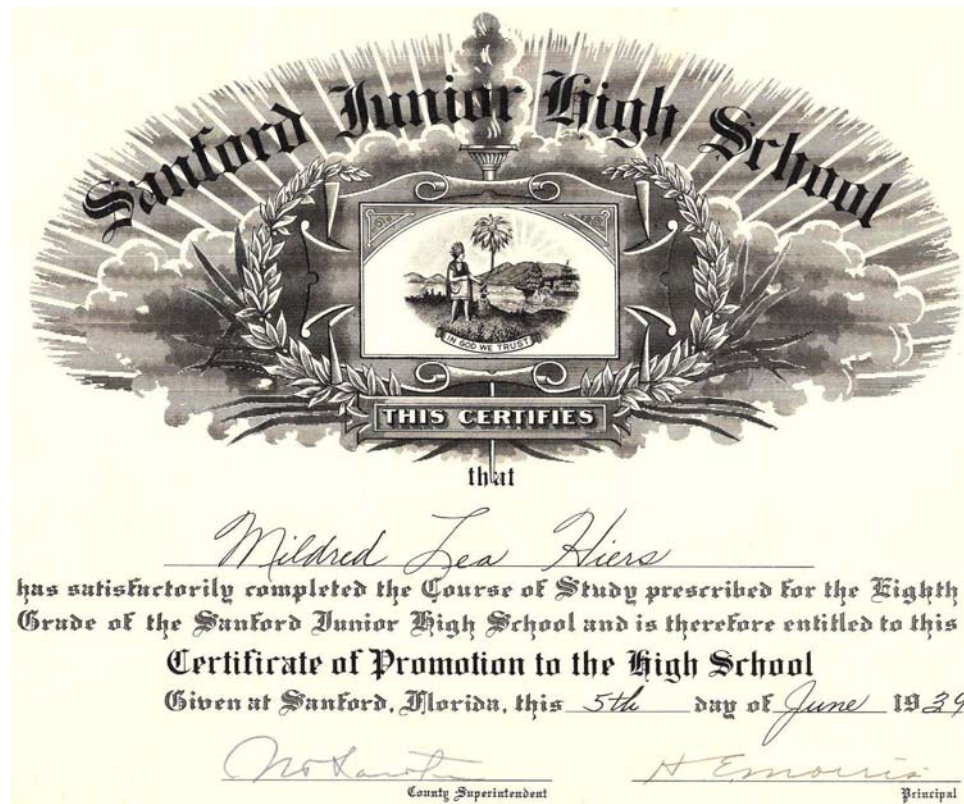 Sanford Junior High School
IN GOD WE TRUST
THIS CERTIFIES
that
Mildred Lea Hiers
has satisfactorily completed the Course of Study prescribed for the Eighth
Grade of the Sanford Junior High School and is therefore entitled to this
Certificate of Promotion to the High School
Given at Sanford, Florida, this 5th day of June 1939
H E Morris
County Superintendent Principal